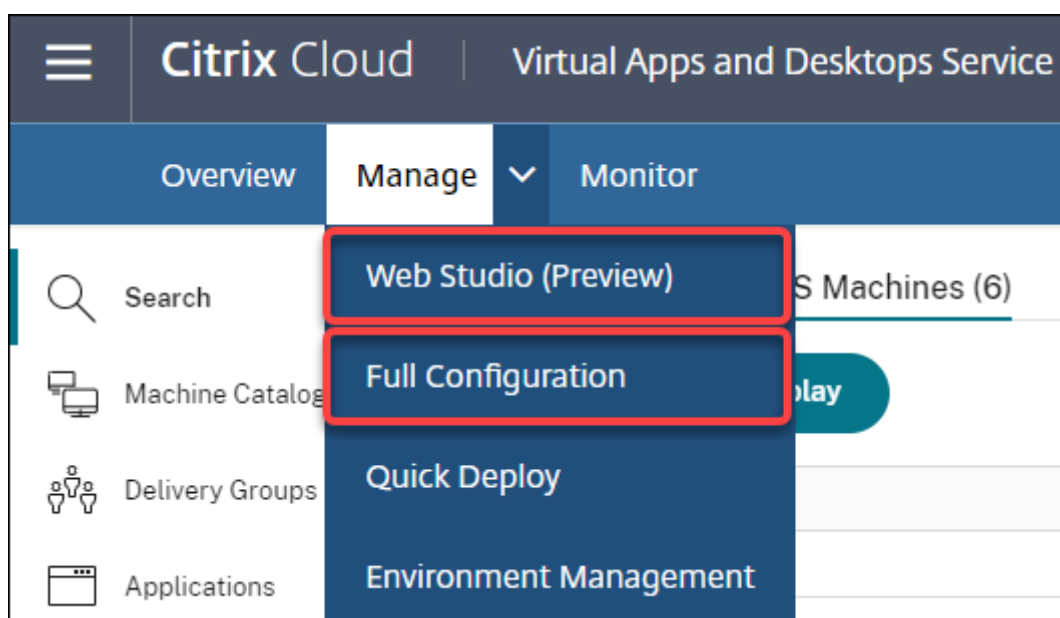 Citrix Cloud Virtual Apps and Desktops Service
Overview Manage Monitor
Web Studio (Preview)
Search
S Machines (6)
Full Configuration
Machine Catalog
Quick Deploy
Delivery Groups
Environment Management
Applications